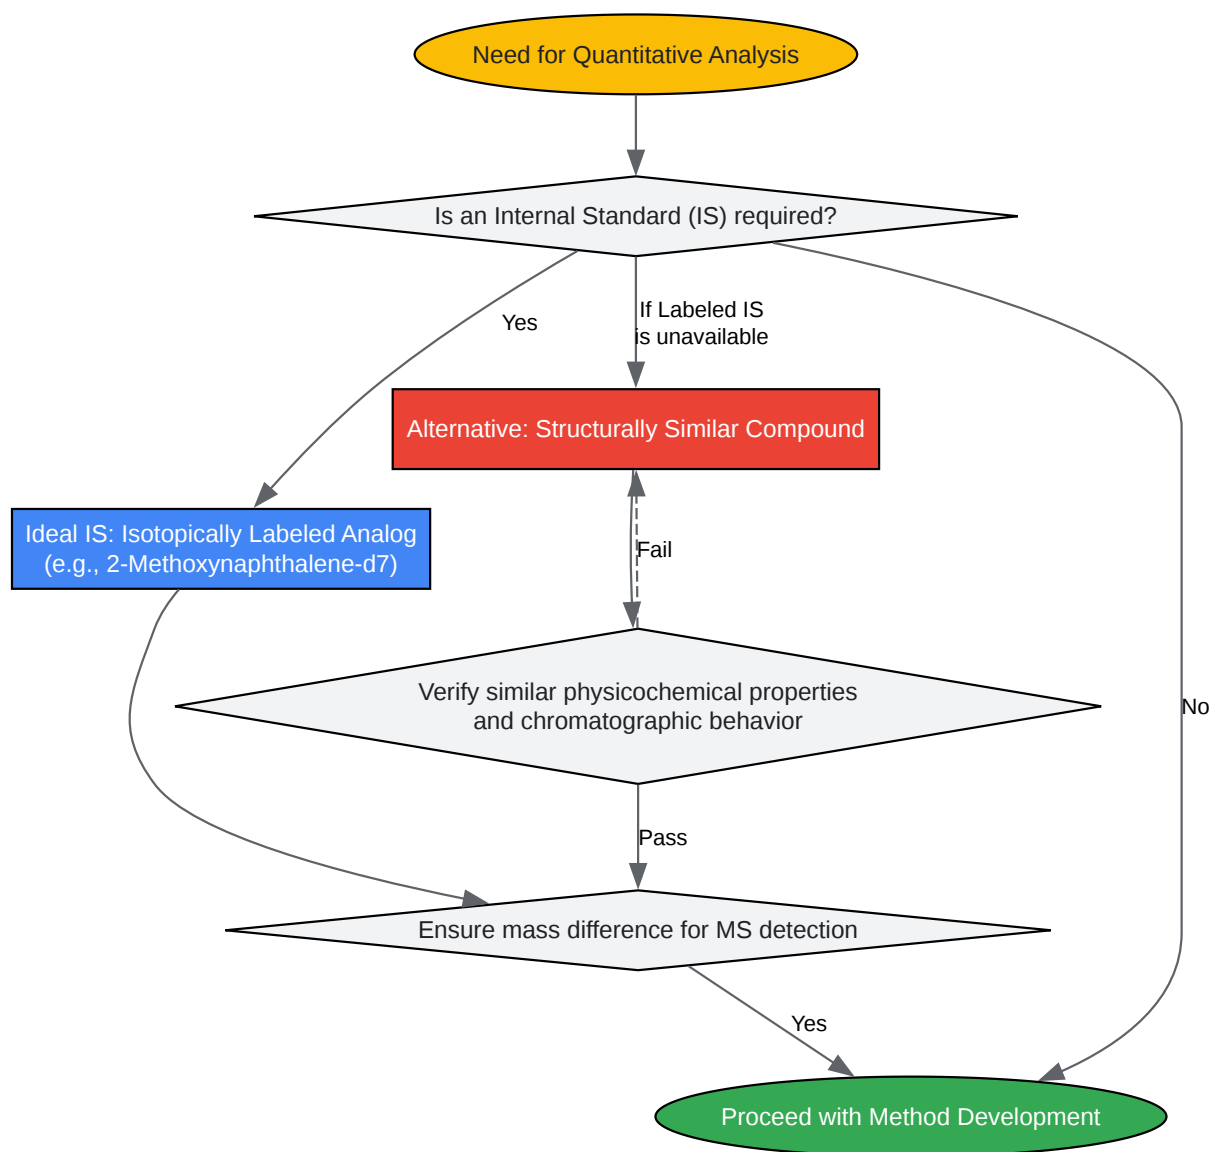 Need for Quantitative Analysis
Is an Internal Standard (IS) required?
Yes
If Labeled IS
is unavailable
Alternative: Structurally Similar Compound
Ideal IS: Isotopically Labeled Analog
(e.g., 2-Methoxynaphthalene-d7)
Fail
Verify similar physicochemical properties
and chromatographic behavior
No
Pass
Ensure mass difference for MS detection
Yes
Proceed with Method Development